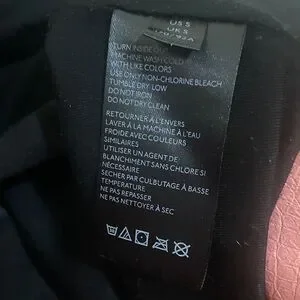 US S
UK S
TURN INSIDE OUT
MACHINE WASH COLD
WITH LIKE COLORS
USE ONLY NON-CHLORINE BLEACH
TUMBLE DRY LOW
DO NOT IRON
DO NOT DRY CLEAN
RETOURNER À L'ENVERS
LAVER À LA MACHINE À L'EAU
FROIDE AVEC COULEURS
SIMILAIRES
UTILISER UN AGENT DE
BLANCHIMENT SANS CHLORE SI
NÉCESSAIRE
SECHER PAR CULBUTAGE À BASSE
TEMPERATURE
NE PAS REPASSER
NE PAS NETTOYER À SEC